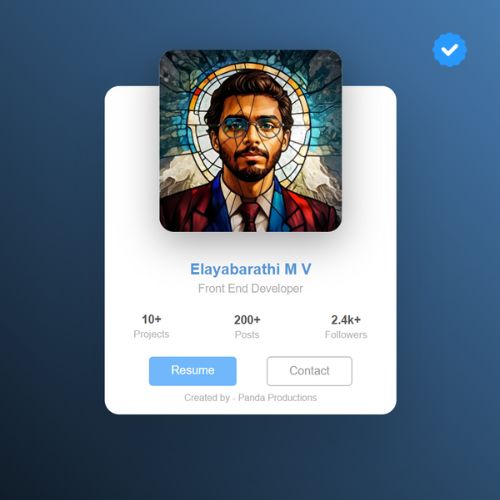 Elayabarathi M V
Front End Developer
10+ 200+ 2.4k+
Projects Posts Followers
Resume Contact
Created by - Panda Productions